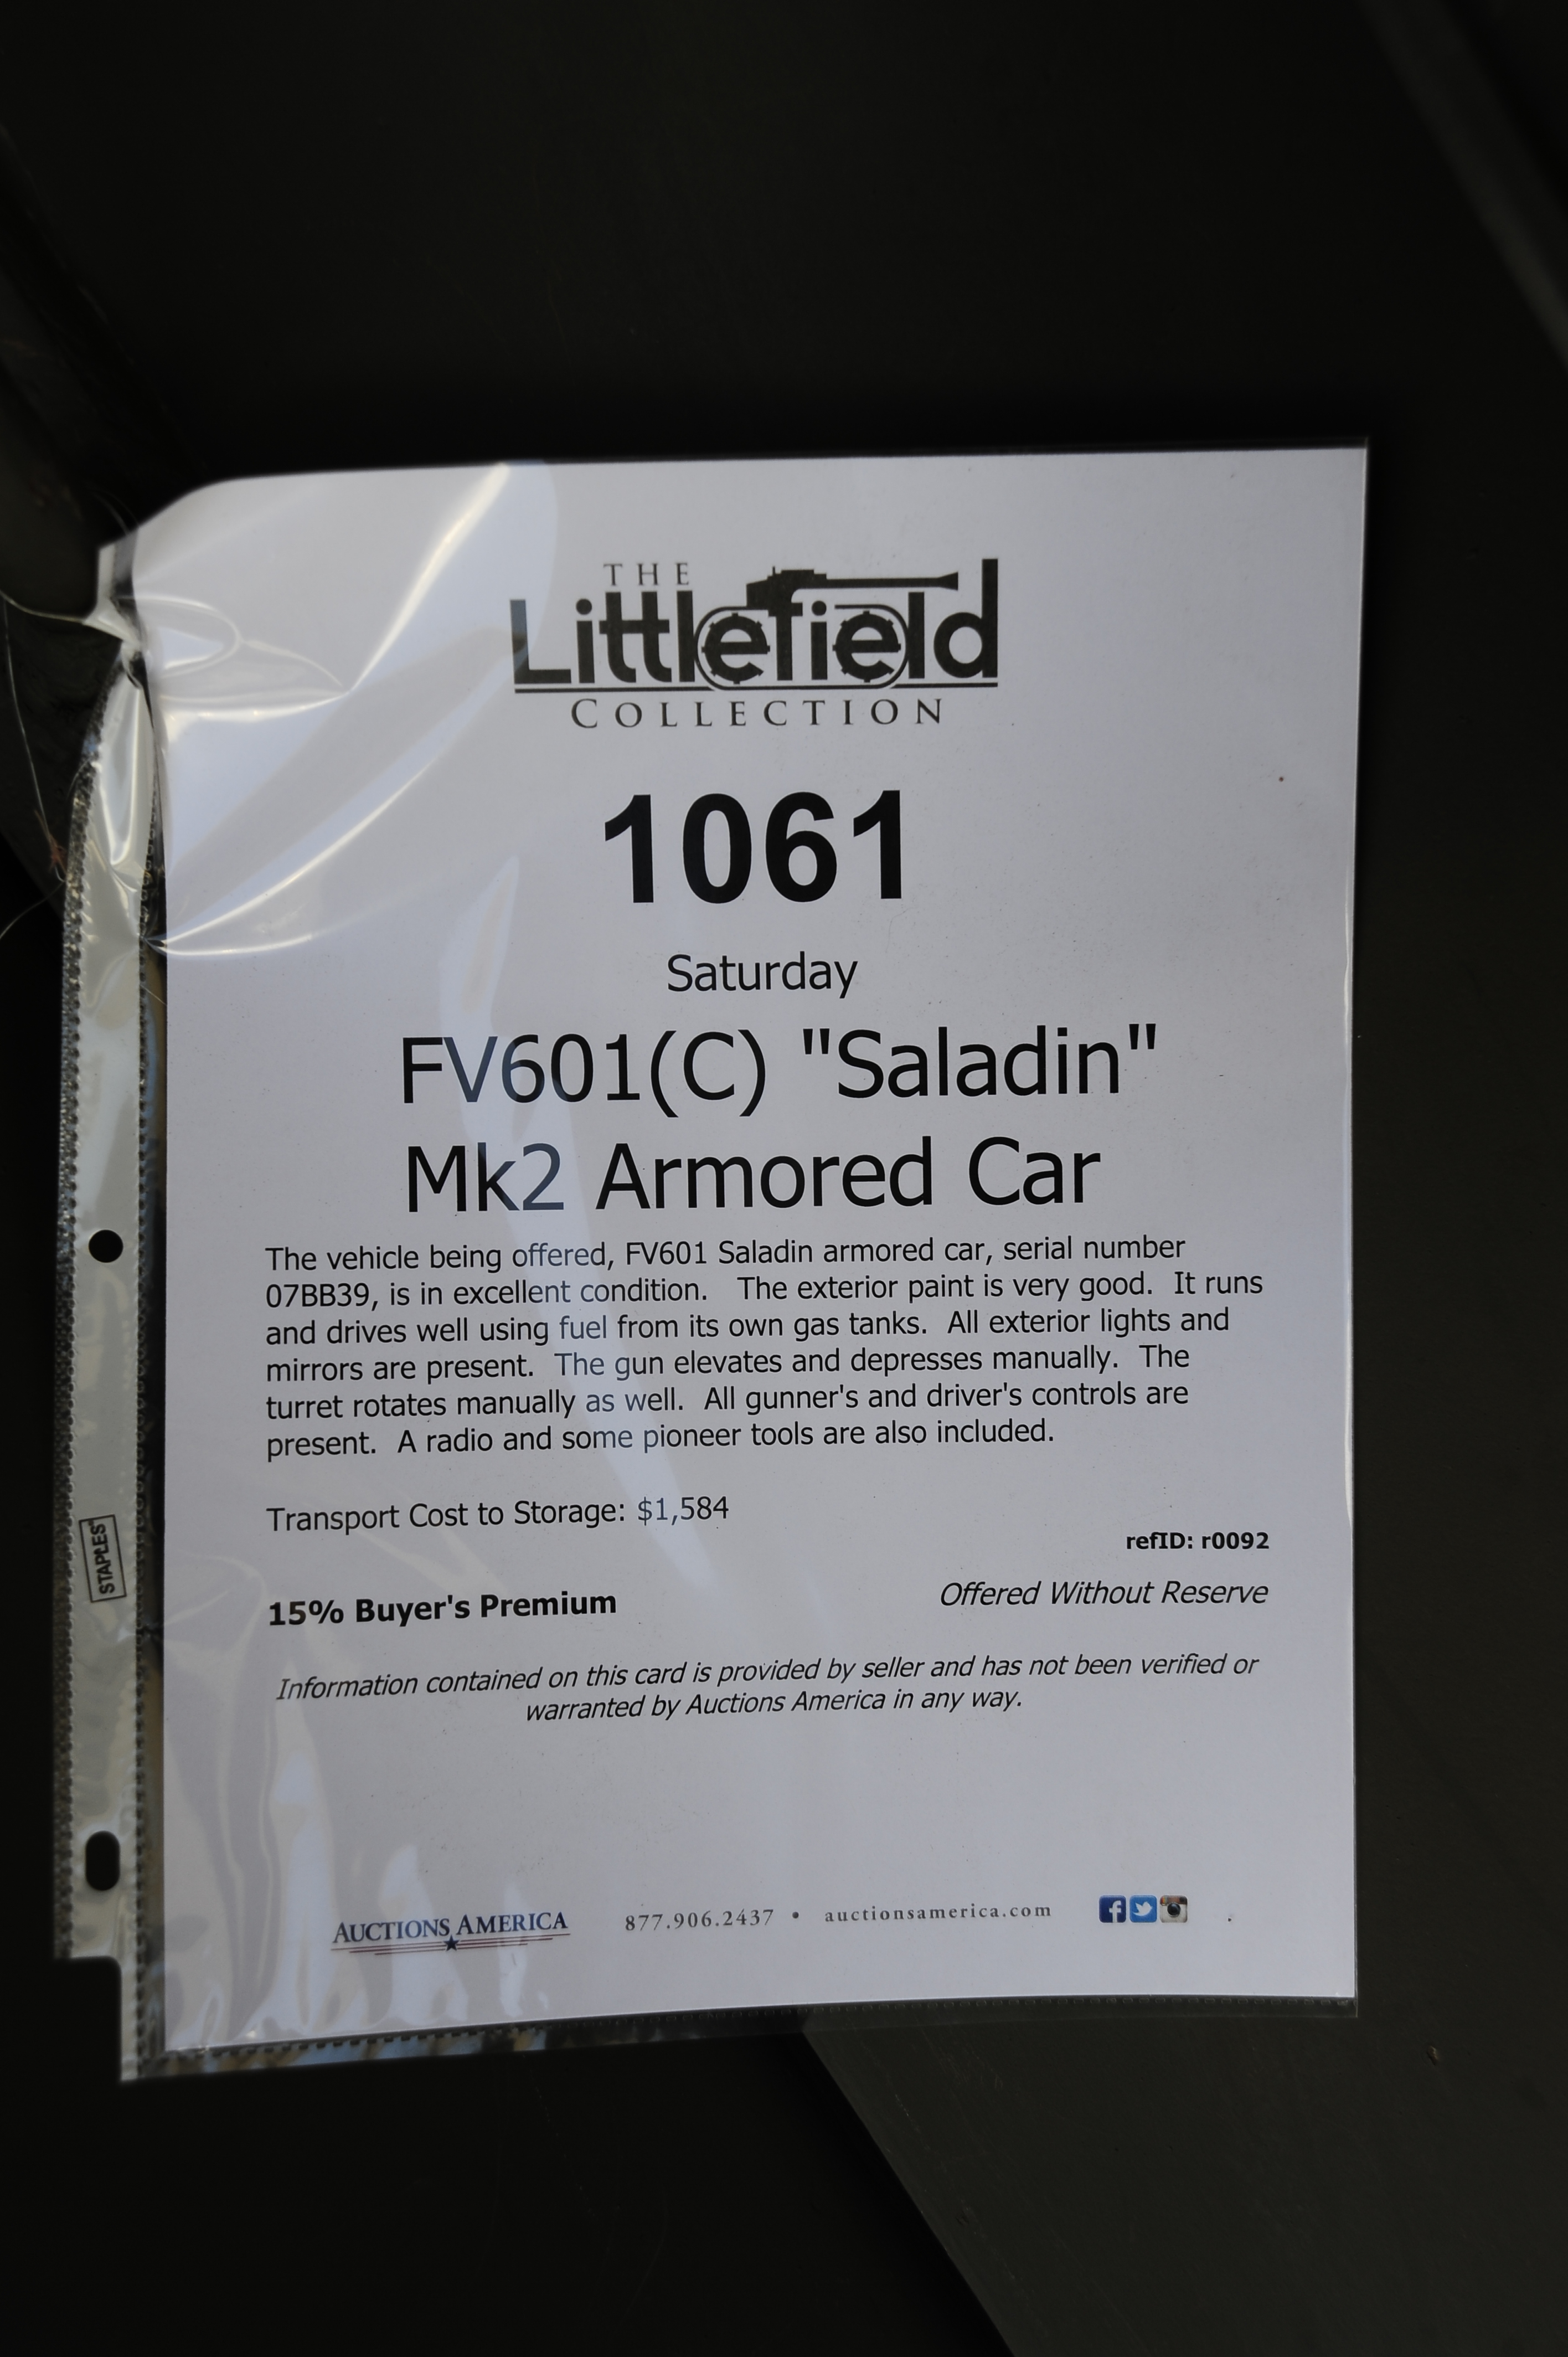 THE
Littlefield
COLLECTION
1061
Saturday
FV601(C) "Saladin"
Mk2 Armored Car
The vehicle being offered, FV601 Saladin armored car, serial number
07BB39, is in excellent condition.   The exterior paint is very good.  It runs
and drives well using fuel from its own gas tanks.  All exterior lights and
mirrors are present.  The gun elevates and depresses manually.  The
turret rotates manually as well.  All gunner's and driver's controls are
present.  A radio and some pioneer tools are also included.
Transport Cost to Storage: $1,584
refID: r0092
15% Buyer's Premium
Offered Without Reserve
Information contained on this card is provided by seller and has not been verified or
warranted by Auctions America in any way.
AUCTIONS AMERICA 877.906.2437 • auctionsamerica.com
STAPLES